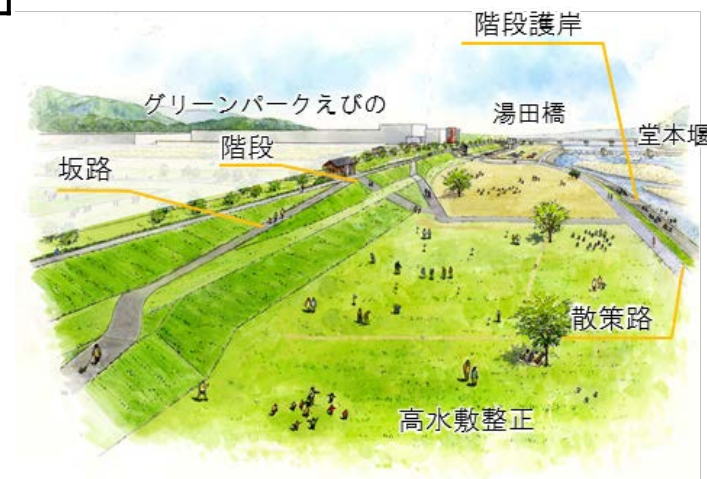 階段護岸
グリーンパークえびの
湯田橋
堂本堰
階段
坂路
散策路
高水敷整正